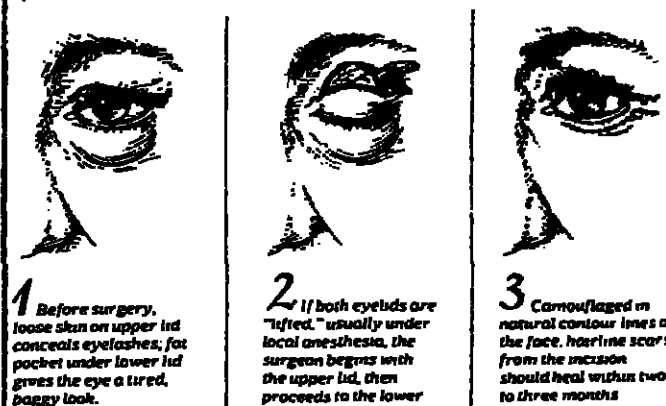 1 Before surgery,
loose skin on upper lid
conceals eyelashes; fat
pocket under lower lid
gives the eye a tired,
baggy look.
2 If both eyelids are
"lifted," usually under
local anesthesia, the
surgeon begins with
the upper lid, then
proceeds to the lower
3 Camouflaged in
natural contour lines o
the face, hairline scars
from the incision
should heal within two
to three months